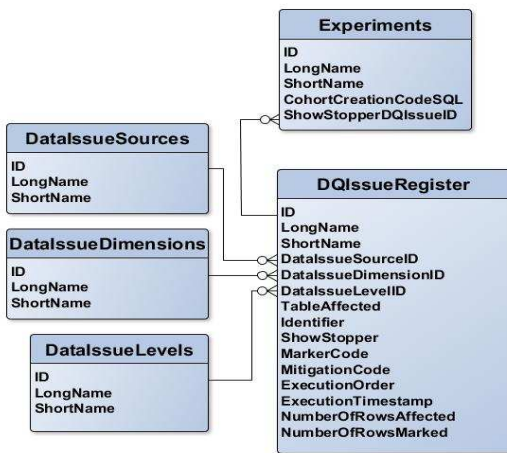 Experiments
ID
LongName
ShortName
CohortCreationCodeSQL
ShowStopperDQIssueID
DataIssueSources
ID
LongName
ShortName
DataIssueDimensions
ID
LongName
ShortName
DataIssueLevels
ID
LongName
ShortName
DQIssueRegister
ID
LongName
ShortName
DataIssueSourceID
DataIssueDimensionID
DataIssueLevelID
TableAffected
Identifier
ShowStopper
MarkerCode
MitigationCode
ExecutionOrder
ExecutionTimestamp
NumberOfRowsAffected
NumberOfRowsMarked